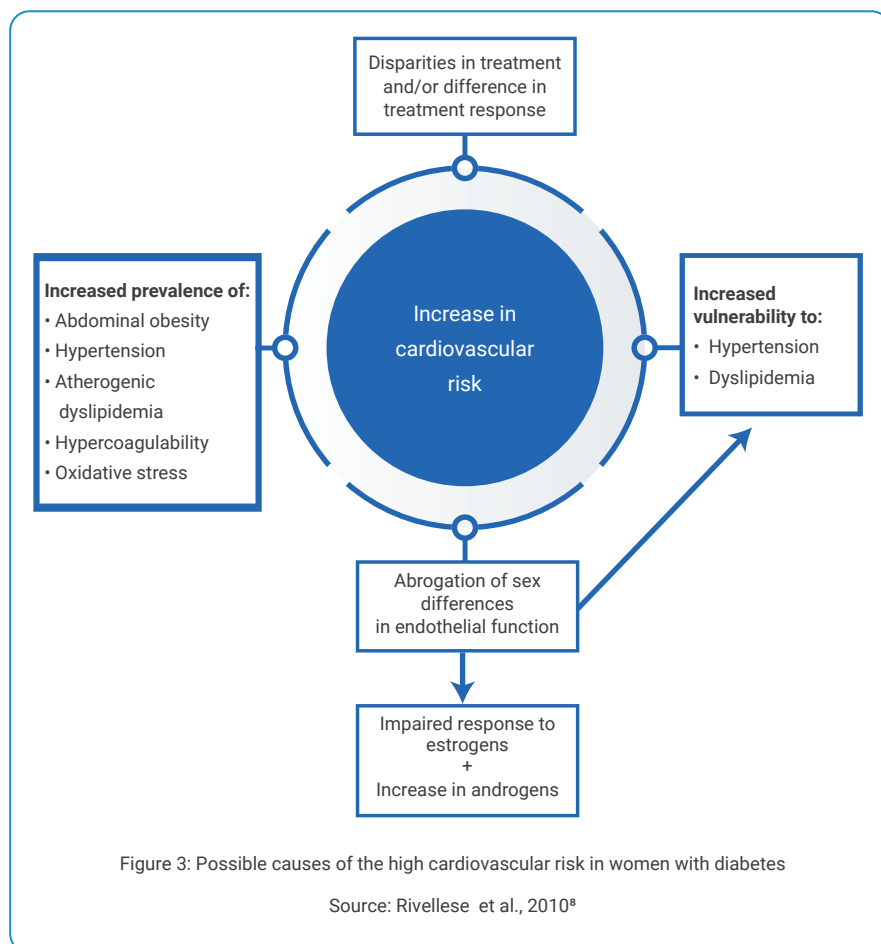 Disparities in treatment
and/or difference in
treatment response
Increased prevalence of:
• Abdominal obesity
• Hypertension
• Atherogenic
dyslipidemia
• Hypercoagulability
• Oxidative stress
Increase in
cardiovascular
risk
Increased
vulnerability to:
• Hypertension
• Dyslipidemia
Abrogation of sex
differences
in endothelial function
Impaired response to
estrogens
+
Increase in androgens
Figure 3: Possible causes of the high cardiovascular risk in women with diabetes
Source: Rivellese et al., 2010⁸